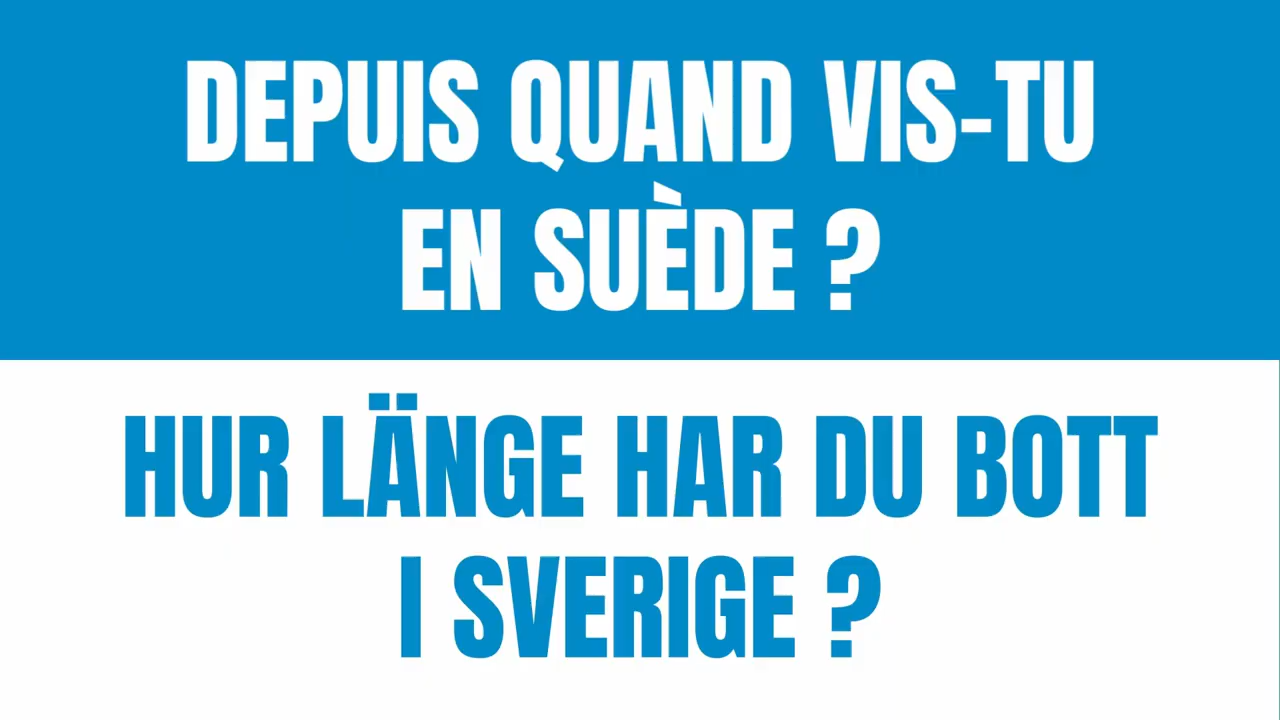 DEPUIS QUAND VIS-TU
EN SUÈDE ?
HUR LÄNGE HAR DU BOTT
I SVERIGE ?